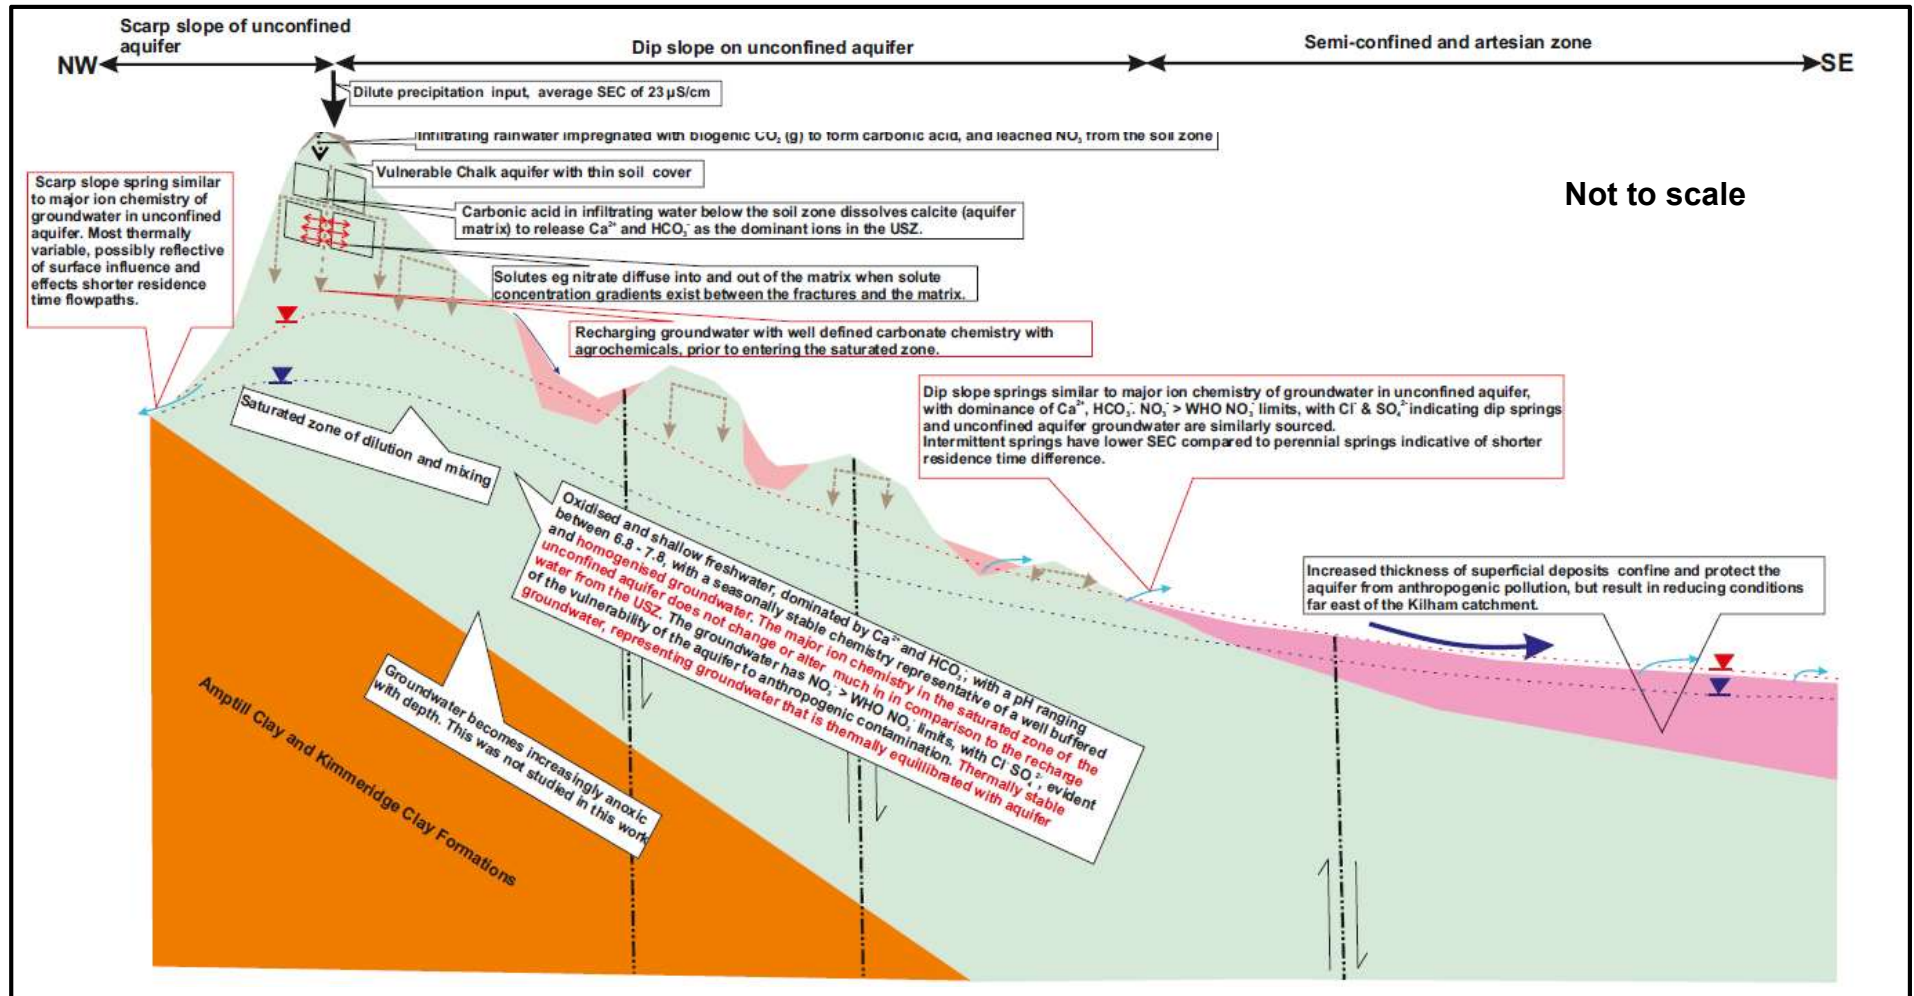 Scarp slope of unconfined
aquifer
Dip slope on unconfined aquifer
Semi-confined and artesian zone
NW
SE
Dilute precipitation input, average SEC of 23 µS/cm
Infiltrating rainwater impregnated with biogenic CO₂ (g) to form carbonic acid, and leached NO₃ from the soil zone
Vulnerable Chalk aquifer with thin soil cover
Not to scale
Scarp slope spring similar
to major ion chemistry of
groundwater in unconfined
aquifer. Most thermally
variable, possibly reflective
of surface influence and
effects shorter residence
time flowpaths.
Carbonic acid in infiltrating water below the soil zone dissolves calcite (aquifer
matrix) to release Ca²⁺ and HCO₃⁻ as the dominant ions in the USZ.
Solutes eg nitrate diffuse into and out of the matrix when solute
concentration gradients exist between the fractures and the matrix.
Recharging groundwater with well defined carbonate chemistry with
agrochemicals, prior to entering the saturated zone.
Dip slope springs similar to major ion chemistry of groundwater in unconfined aquifer,
with dominance of Ca²⁺, HCO₃⁻. NO₃⁻ > WHO NO₃⁻ limits, with Cl⁻ & SO₄²⁻ indicating dip springs
and unconfined aquifer groundwater are similarly sourced.
Intermittent springs have lower SEC compared to perennial springs indicative of shorter
residence time difference.
Saturated zone of dilution and mixing
Oxidised and shallow freshwater, dominated by Ca²⁺ and HCO₃⁻, with a pH ranging
between 6.8 - 7.8, with a seasonally stable chemistry representative of a well buffered
and homogenised groundwater. The major ion chemistry in the saturated zone of the
unconfined aquifer does not change or alter much in in comparison to the recharge
water from the USZ. The groundwater has NO₃⁻ > WHO NO₃⁻ limits, with Cl⁻ SO₄²⁻, evident
of the vulnerability of the aquifer to anthropogenic contamination. Thermally stable
groundwater, representing groundwater that is thermally equillibrated with aquifer
Increased thickness of superficial deposits confine and protect the
aquifer from anthropogenic pollution, but result in reducing conditions
far east of the Kilham catchment.
Groundwater becomes increasingly anoxic
with depth. This was not studied in this work
Amptill Clay and Kimmeridge Clay Formations